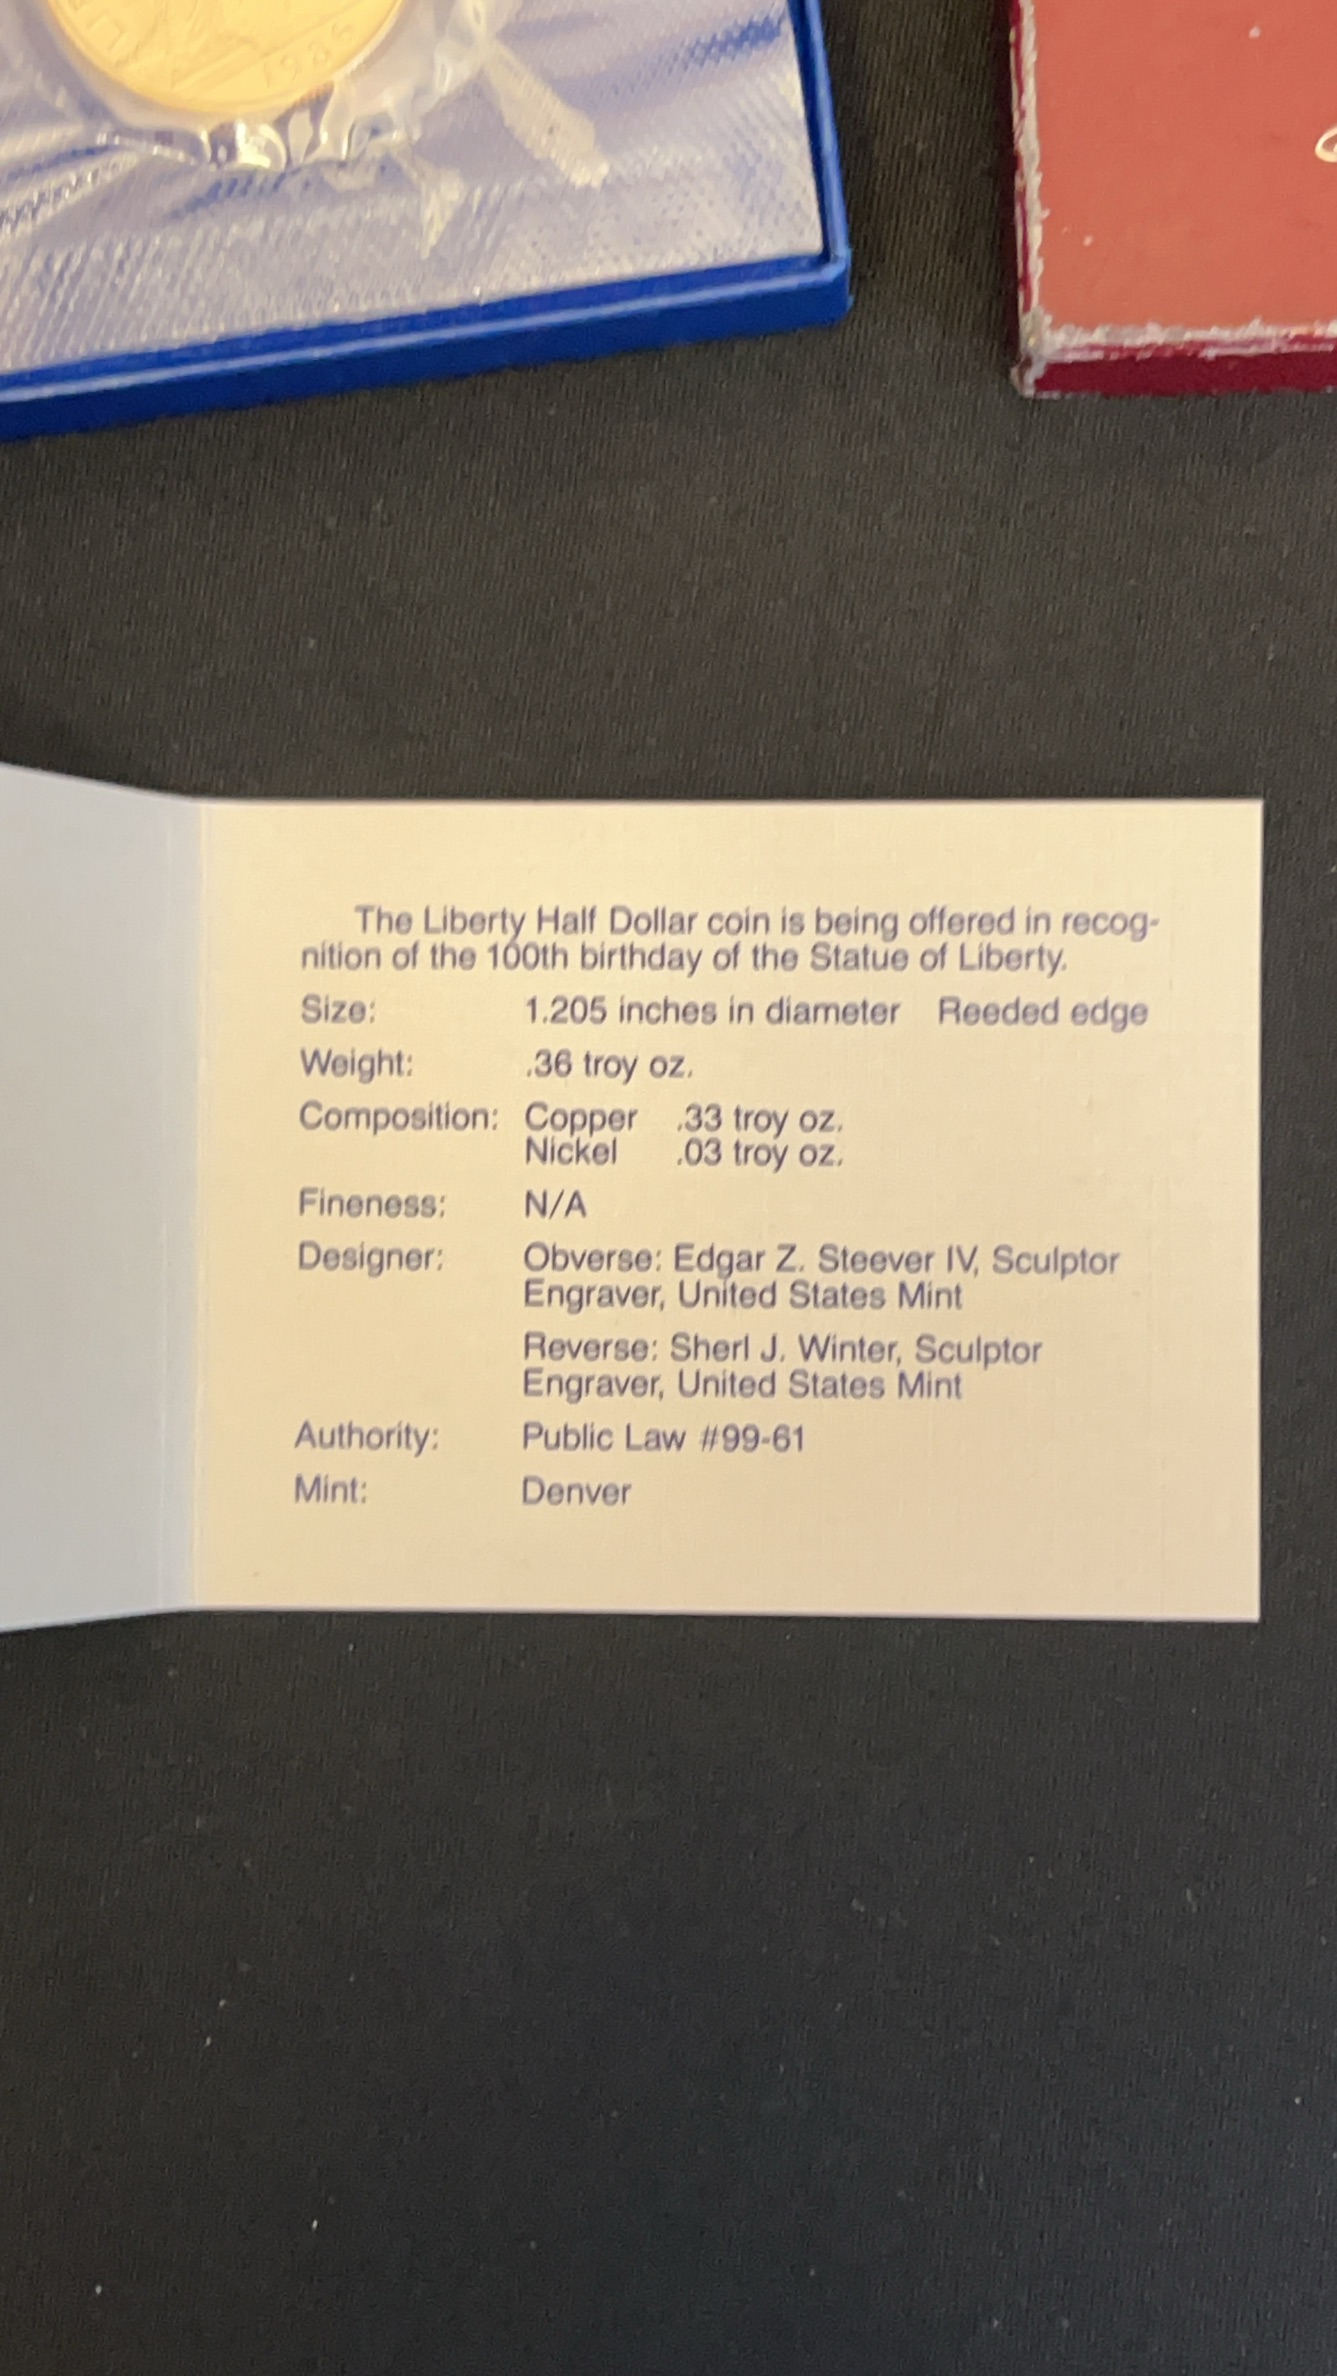 1986
The Liberty Half Dollar coin is being offered in recog-
nition of the 100th birthday of the Statue of Liberty.
Size: 1.205 inches in diameter Reeded edge
Weight: .36 troy oz.
Composition: Copper .33 troy oz.
Nickel .03 troy oz.
Fineness: N/A
Designer: Obverse: Edgar Z. Steever IV, Sculptor
Engraver, United States Mint
Reverse: Sherl J. Winter, Sculptor
Engraver, United States Mint
Authority: Public Law #99-61
Mint: Denver